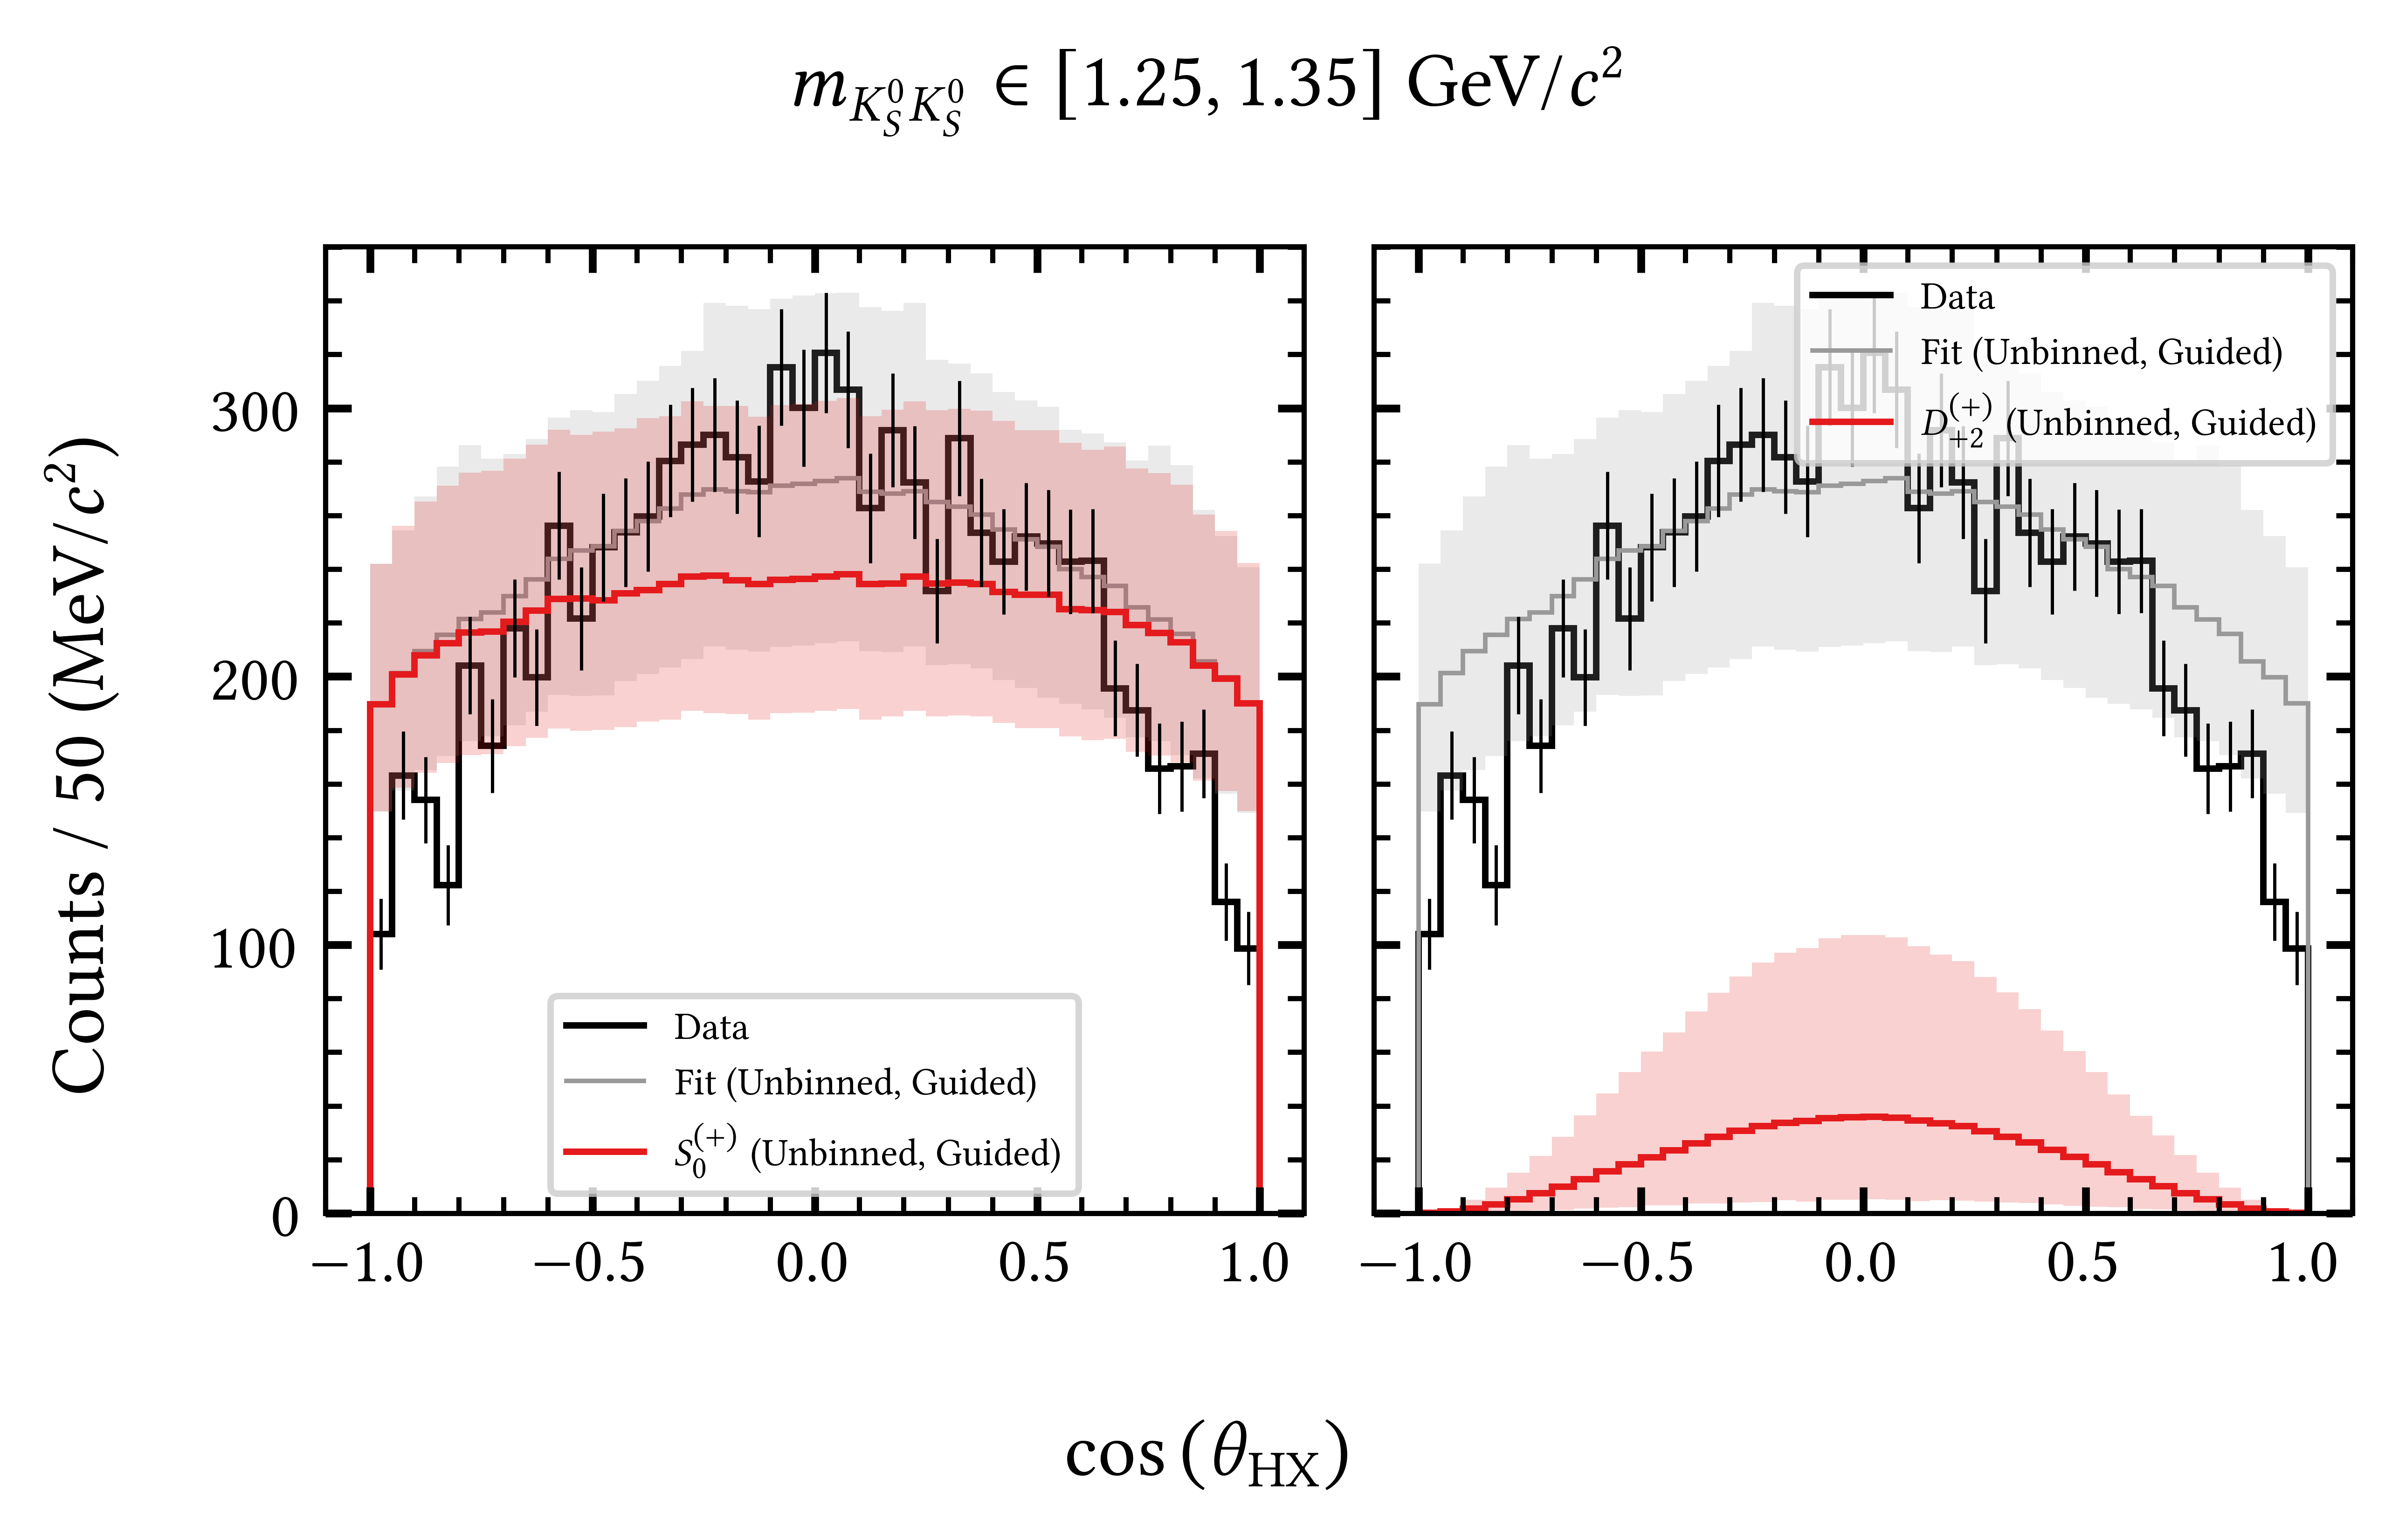 m_{K_S^0 K_S^0} ∈ [1.25, 1.35] GeV/c²
Counts / 50 (MeV/c²)
300
200
100
0
Data
Fit (Unbinned, Guided)
S_0^{(+)} (Unbinned, Guided)
Data
Fit (Unbinned, Guided)
D_{+2}^{(+)} (Unbinned, Guided)
−1.0 −0.5 0.0 0.5 1.0
−1.0 −0.5 0.0 0.5 1.0
cos (θ_{HX})